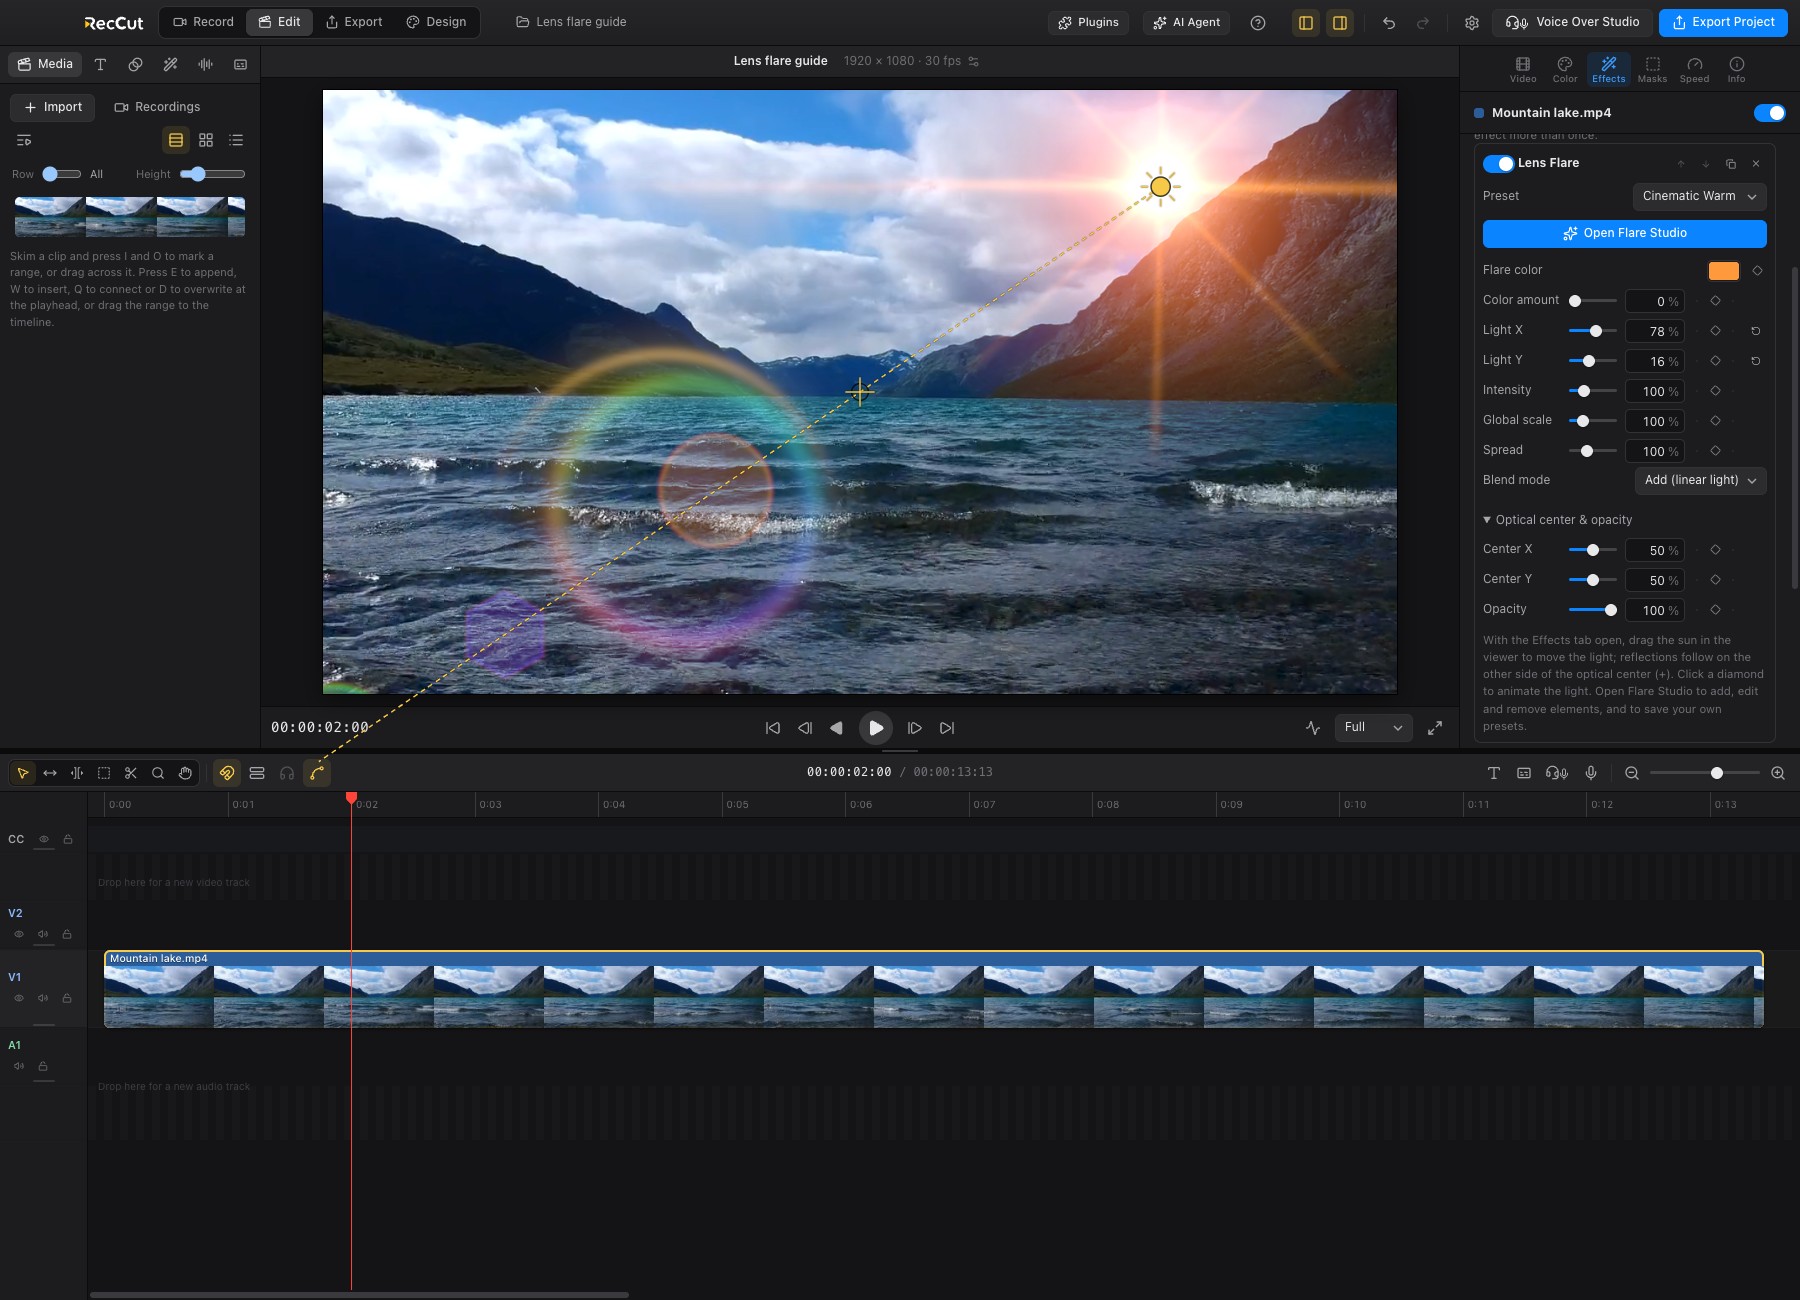 RecCut
Record
Edit
Export
Design
Lens flare guide
Plugins
AI Agent
Voice Over Studio
Export Project
Media
Lens flare guide
1920 × 1080 · 30 fps
Video
Color
Effects
Masks
Speed
Info
Import
Recordings
Mountain lake.mp4
effect more than once.
Row
All
Height
Lens Flare
Preset
Cinematic Warm
Open Flare Studio
Skim a clip and press I and O to mark a
range, or drag across it. Press E to append,
W to insert, Q to connect or D to overwrite at
the playhead, or drag the range to the
timeline.
Flare color
Color amount
0 %
Light X
78 %
Light Y
16 %
Intensity
100 %
Global scale
100 %
Spread
100 %
Blend mode
Add (linear light)
Optical center & opacity
Center X
50 %
Center Y
50 %
Opacity
100 %
With the Effects tab open, drag the sun in the
viewer to move the light; reflections follow on the
other side of the optical center (+). Click a diamond
to animate the light. Open Flare Studio to add, edit
and remove elements, and to save your own
presets.
00:00:02:00
Full
00:00:02:00 / 00:00:13:13
0:00
0:01
0:02
0:03
0:04
0:05
0:06
0:07
0:08
0:09
0:10
0:11
0:12
0:13
CC
Drop here for a new video track
V2
Mountain lake.mp4
V1
A1
Drop here for a new audio track